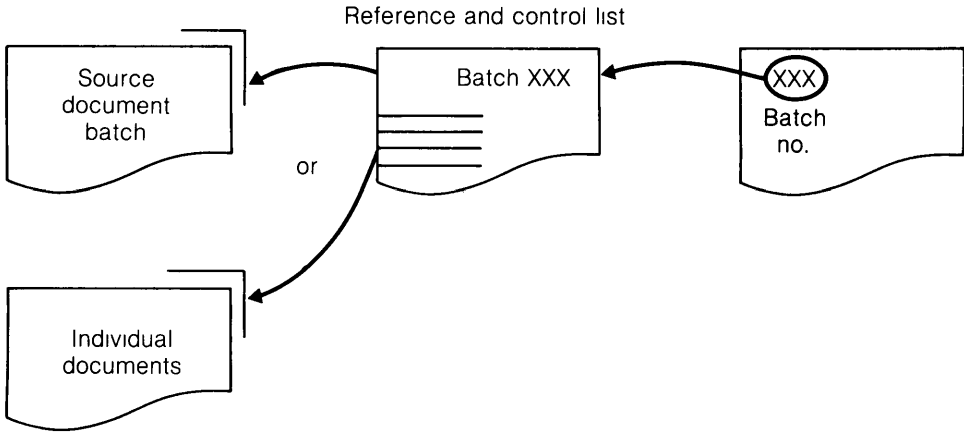 Reference and control list
Source
document
batch
or
Batch XXX
XXX
Batch
no.
Individual
documents